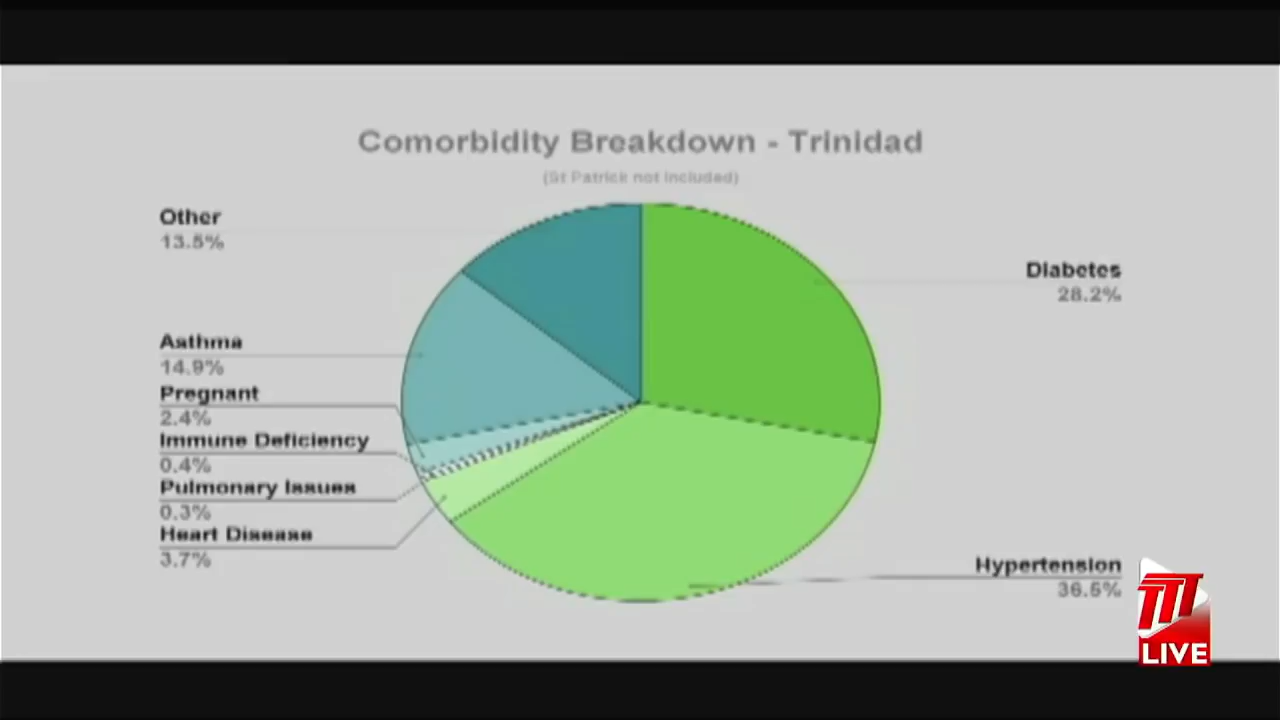 Comorbidity Breakdown - Trinidad
(St Patrick not included)
Other
13.5%
Diabetes
28.2%
Asthma
14.9%
Pregnant
2.4%
Immune Deficiency
0.4%
Pulmonary Issues
0.3%
Heart Disease
3.7%
Hypertension
36.5%
TTT
LIVE